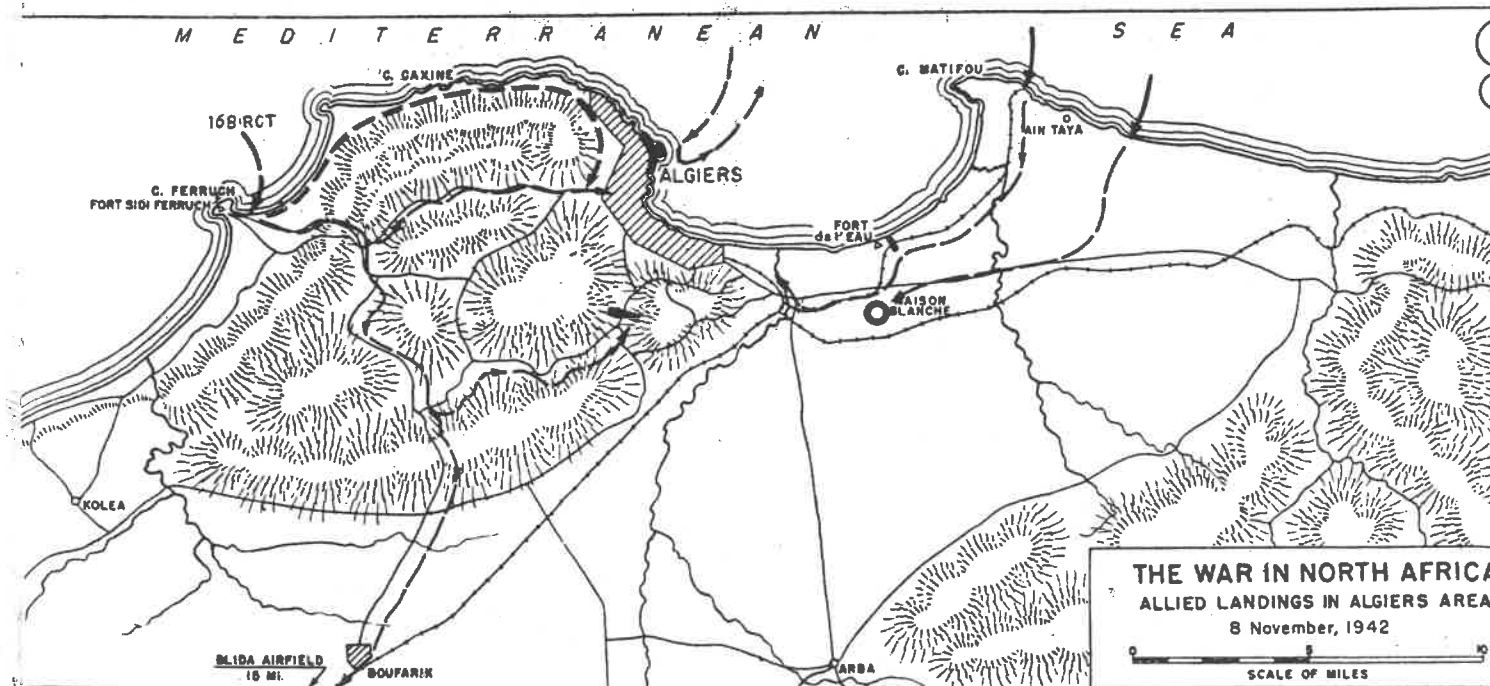 MEDITERRANEAN SEA
C. CAXINE
C. MATIFOU
168 RCT
AIN TAYA
ALGIERS
C. FERRUCH
FORT SIDI FERRUCH
FORT
de l'EAU
MAISON
BLANCHE
KOLEA
THE WAR IN NORTH AFRICA
ALLIED LANDINGS IN ALGIERS AREA
8 November, 1942
0 5 10
SCALE OF MILES
BLIDA AIRFIELD
15 MI.
BOUFARIK
ARBA